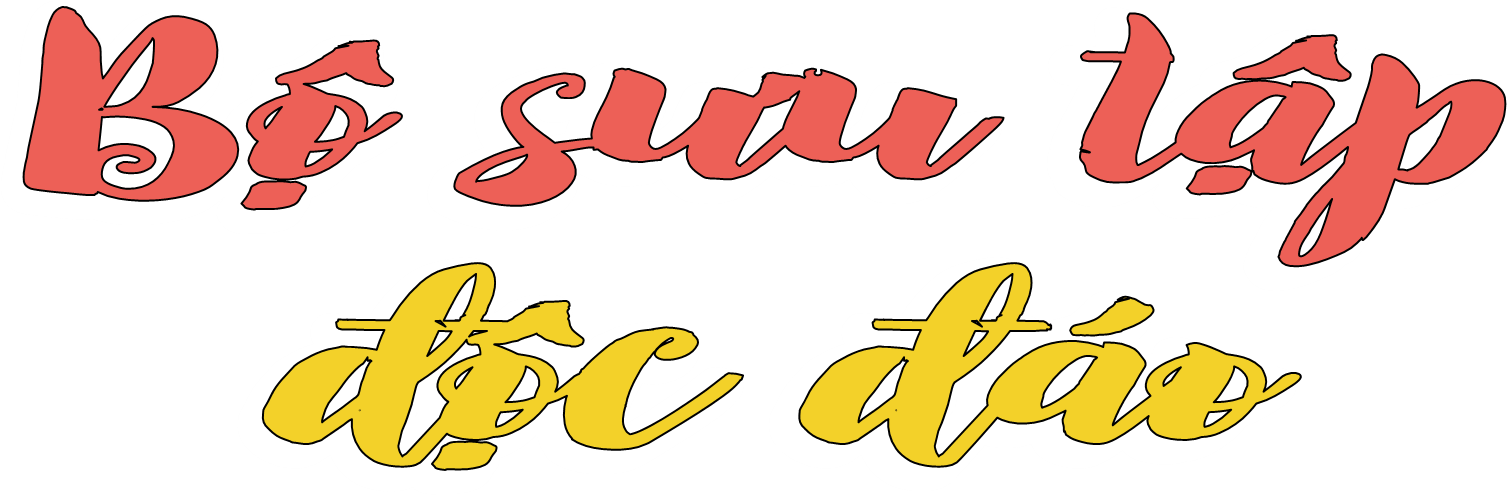 Bộ sưu tập
độc đáo